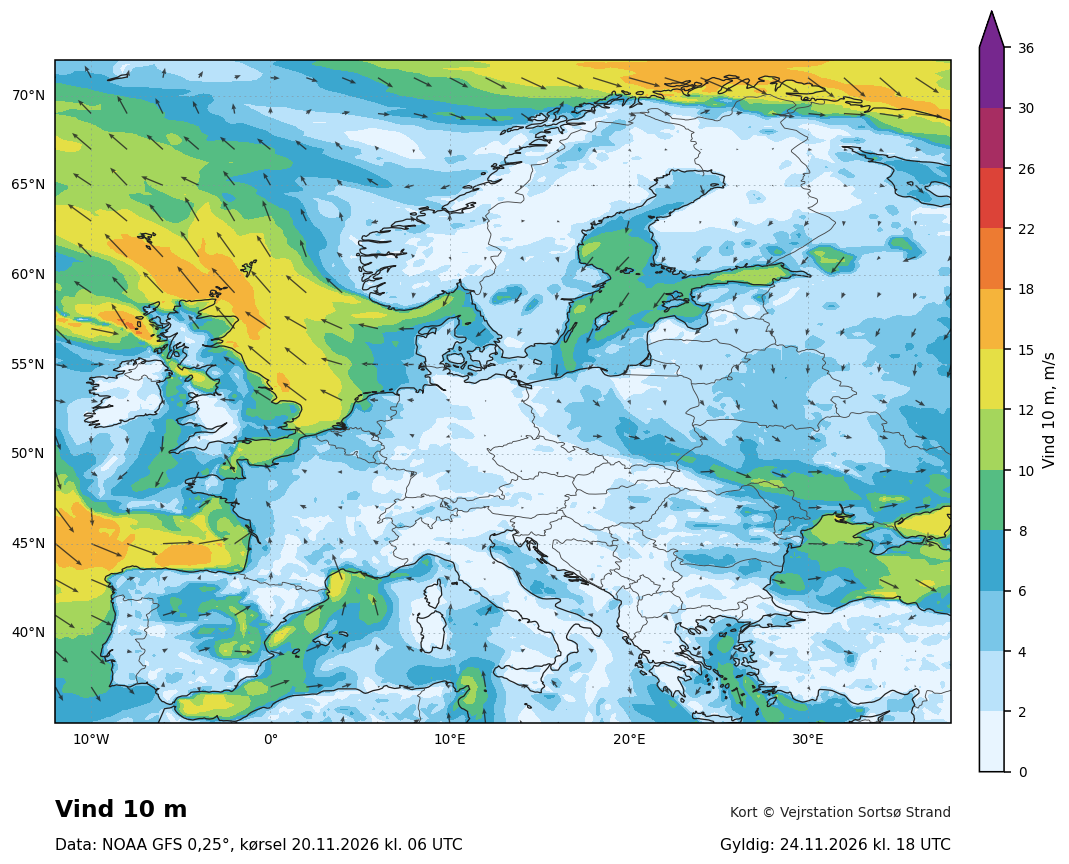 70°N
65°N
60°N
55°N
50°N
45°N
40°N
10°W
0°
10°E
20°E
30°E
36
30
26
22
18
15
12
10
8
6
4
2
0
Vind 10 m, m/s
Vind 10 m
Kort © Vejrstation Sortsø Strand
Data: NOAA GFS 0,25°, kørsel 20.11.2026 kl. 06 UTC
Gyldig: 24.11.2026 kl. 18 UTC